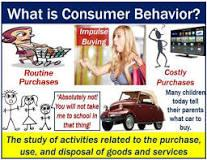 What is Consumer Behavior?
Routine
Purchases
Impulse
Buying
Costly
Purchases
"Absolutely not!
You will not take
me to school in
that thing!
Many children
today tell
their parents
what car to
buy.
The study of activities related to the purchase,
use, and disposal of goods and services